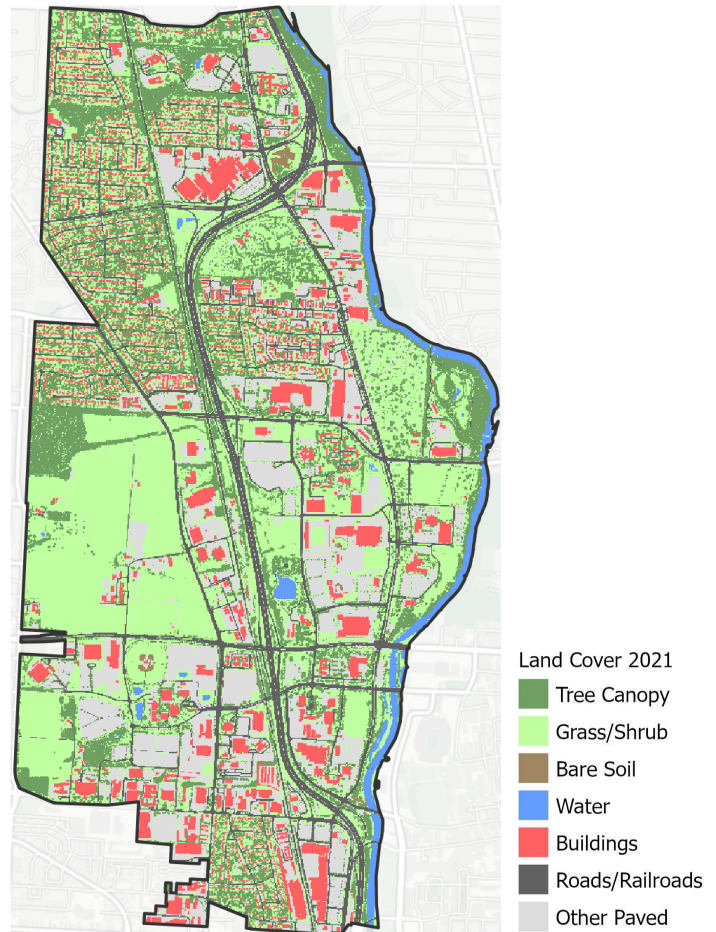 Land Cover 2021
Tree Canopy
Grass/Shrub
Bare Soil
Water
Buildings
Roads/Railroads
Other Paved